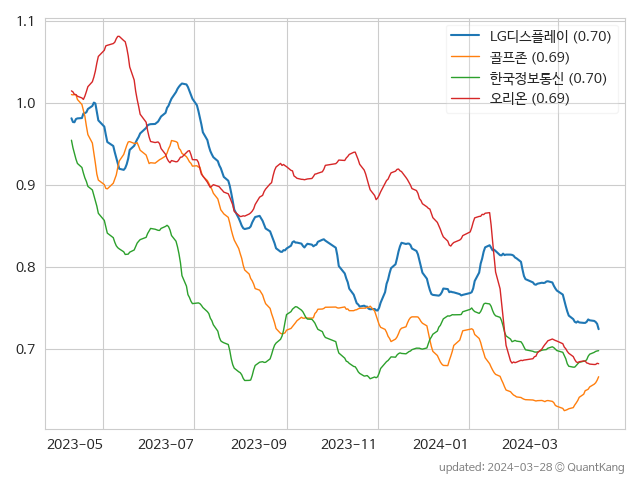 1.1
1.0
0.9
0.8
0.7
LG디스플레이 (0.70)
골프존 (0.69)
한국정보통신 (0.70)
오리온 (0.69)
2023-05 2023-07 2023-09 2023-11 2024-01 2024-03
updated: 2024-03-28 © QuantKang